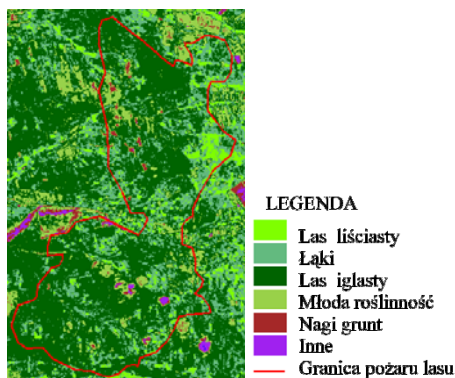 LEGENDA
Las liściasty
Łąki
Las iglasty
Młoda roślinność
Nagi grunt
Inne
Granica pożaru lasu